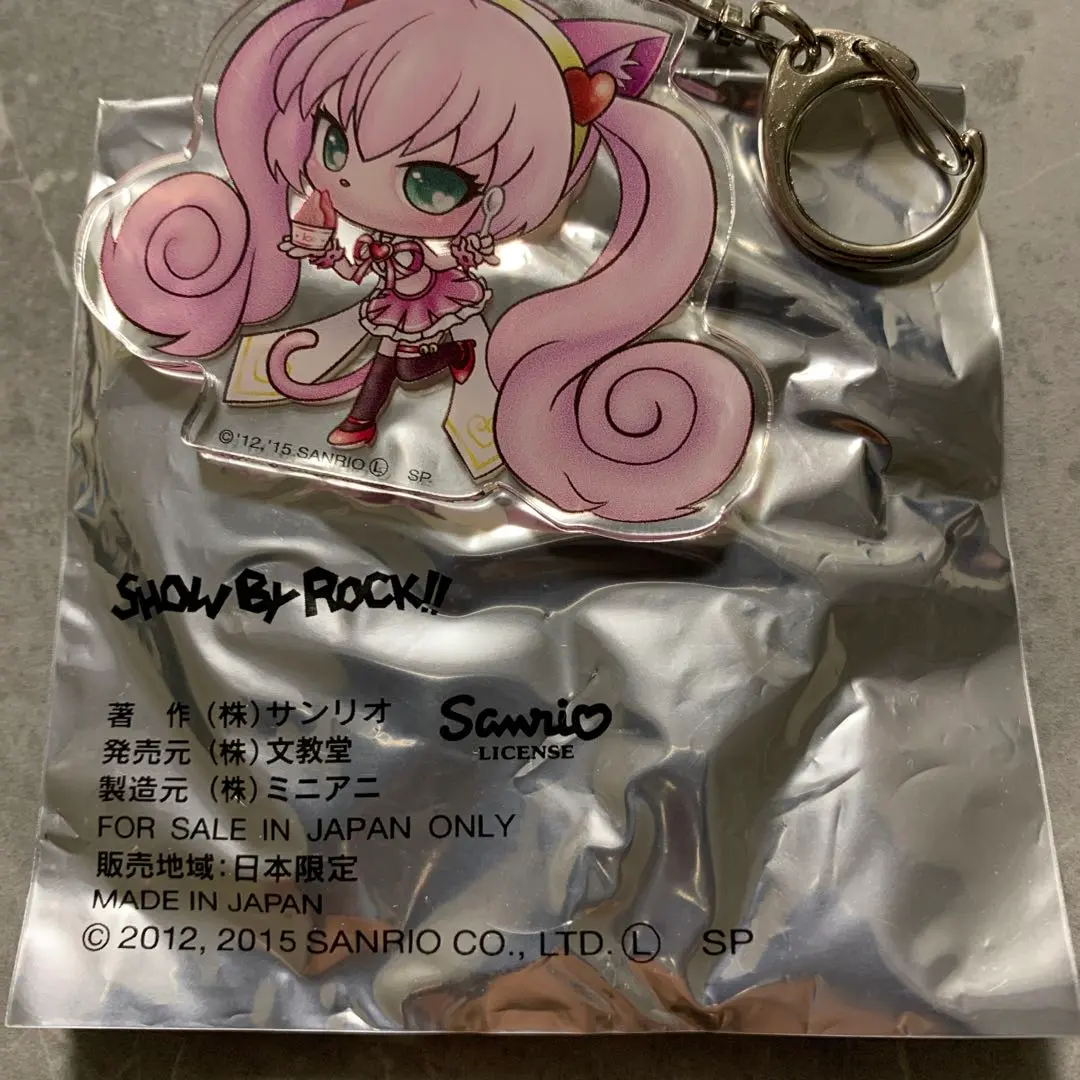 ©'12,'15 SANRIO Ⓛ SP
SHOW BY ROCK!!
著 作 (株)サンリオ
Sanrio
LICENSE
発売元 (株)文教堂
製造元 (株)ミニアニ
FOR SALE IN JAPAN ONLY
販売地域:日本限定
MADE IN JAPAN
© 2012, 2015 SANRIO CO., LTD. Ⓛ SP